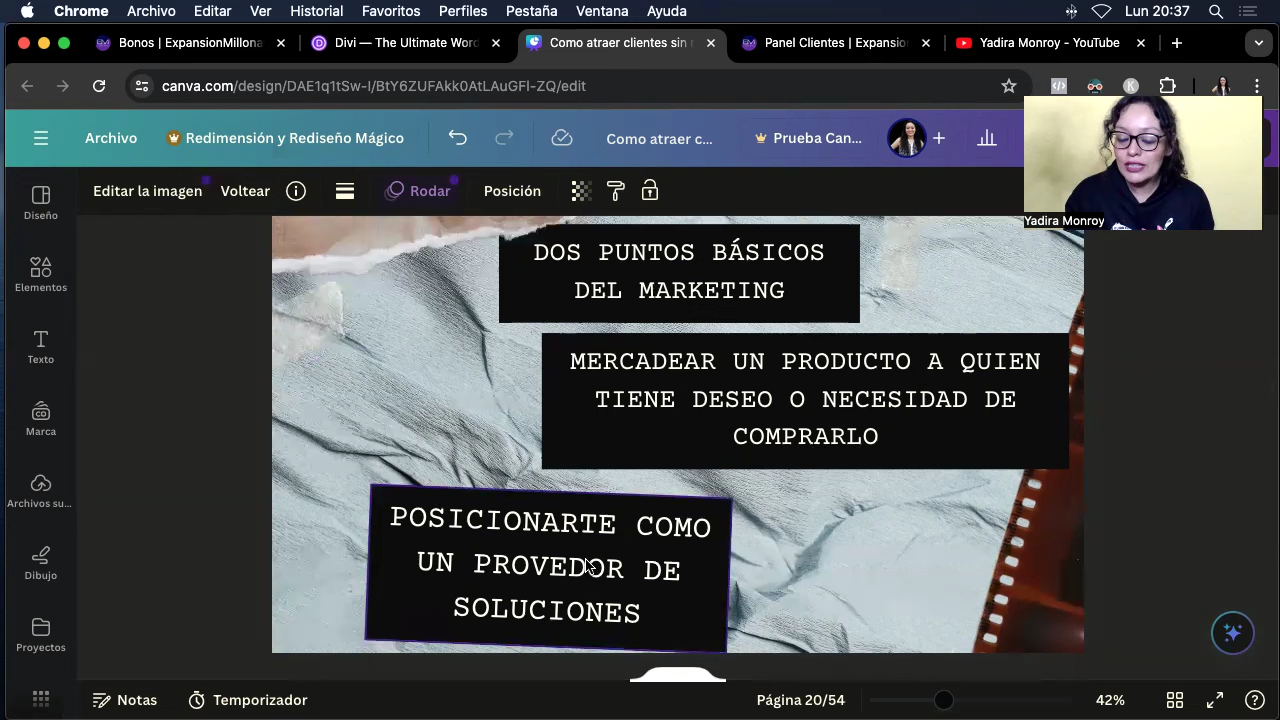 Chrome Archivo Editar Ver Historial Favoritos Perfiles Pestaña Ventana Ayuda Lun 20:37
Bonos | ExpansionMillona Divi — The Ultimate Word Como atraer clientes sin Panel Clientes | Expansion Yadira Monroy - YouTube
canva.com/design/DAE1q1tSw-I/BtY6ZUFAkk0AtLAuGFI-ZQ/edit
Archivo Redimensión y Rediseño Mágico Como atraer c... Prueba Can...
Yadira Monroy
Editar la imagen Voltear Rodar Posición
Diseño
Elementos
Texto
Marca
Archivos su...
Dibujo
Proyectos
DOS PUNTOS BÁSICOS
DEL MARKETING
MERCADEAR UN PRODUCTO A QUIEN
TIENE DESEO O NECESIDAD DE
COMPRARLO
POSICIONARTE COMO
UN PROVEDOR DE
SOLUCIONES
Notas Temporizador Página 20/54 42%